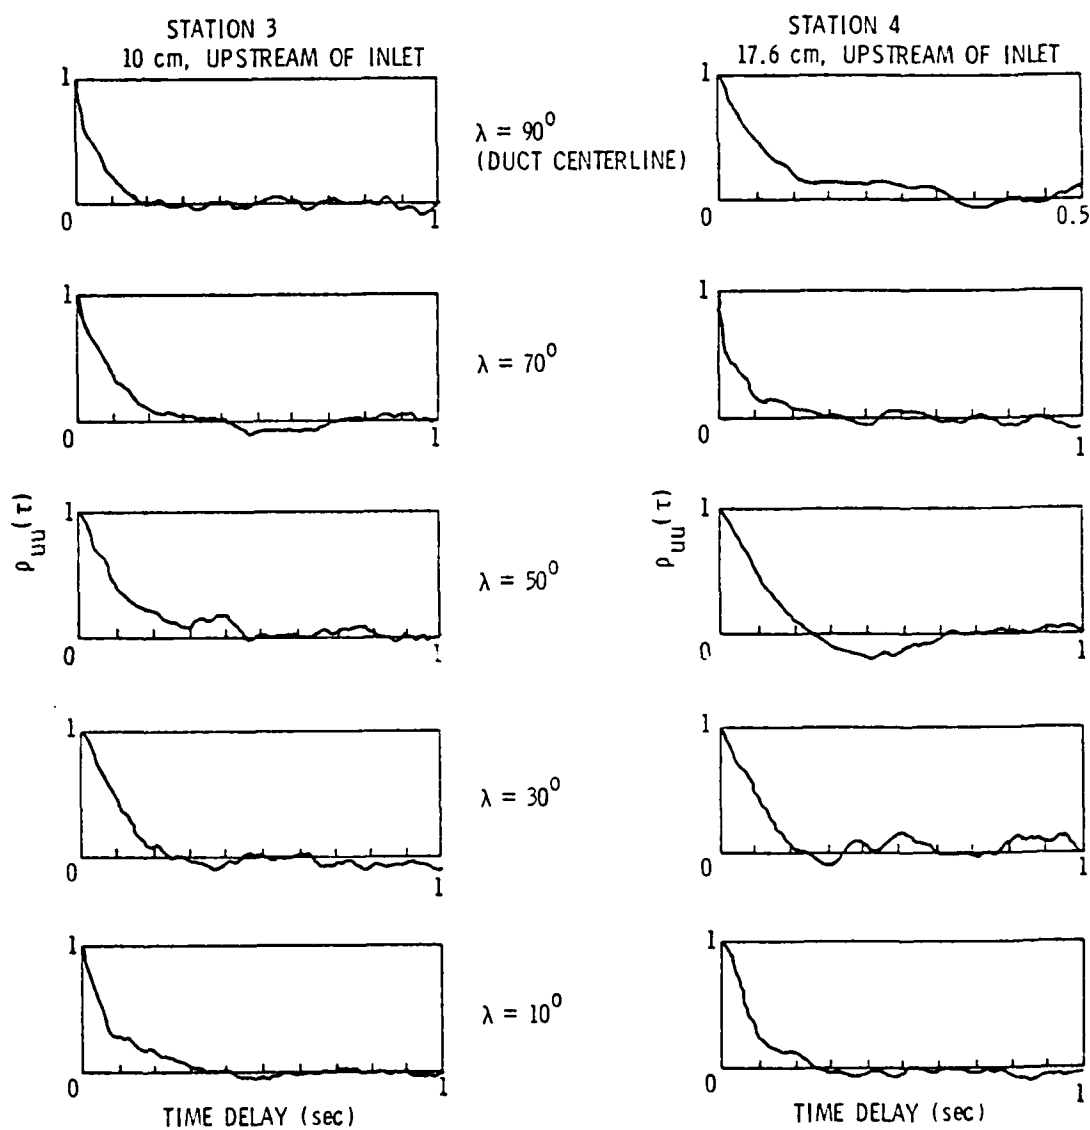 STATION 3
10 cm, UPSTREAM OF INLET
STATION 4
17.6 cm, UPSTREAM OF INLET
1
0
1
λ = 90°
(DUCT CENTERLINE)
1
0
0.5
1
0
1
λ = 70°
1
0
1
ρuu(τ)
1
0
1
λ = 50°
ρuu(τ)
1
0
1
1
0
1
λ = 30°
1
0
1
1
0
1
λ = 10°
1
0
1
TIME DELAY (sec)
TIME DELAY (sec)